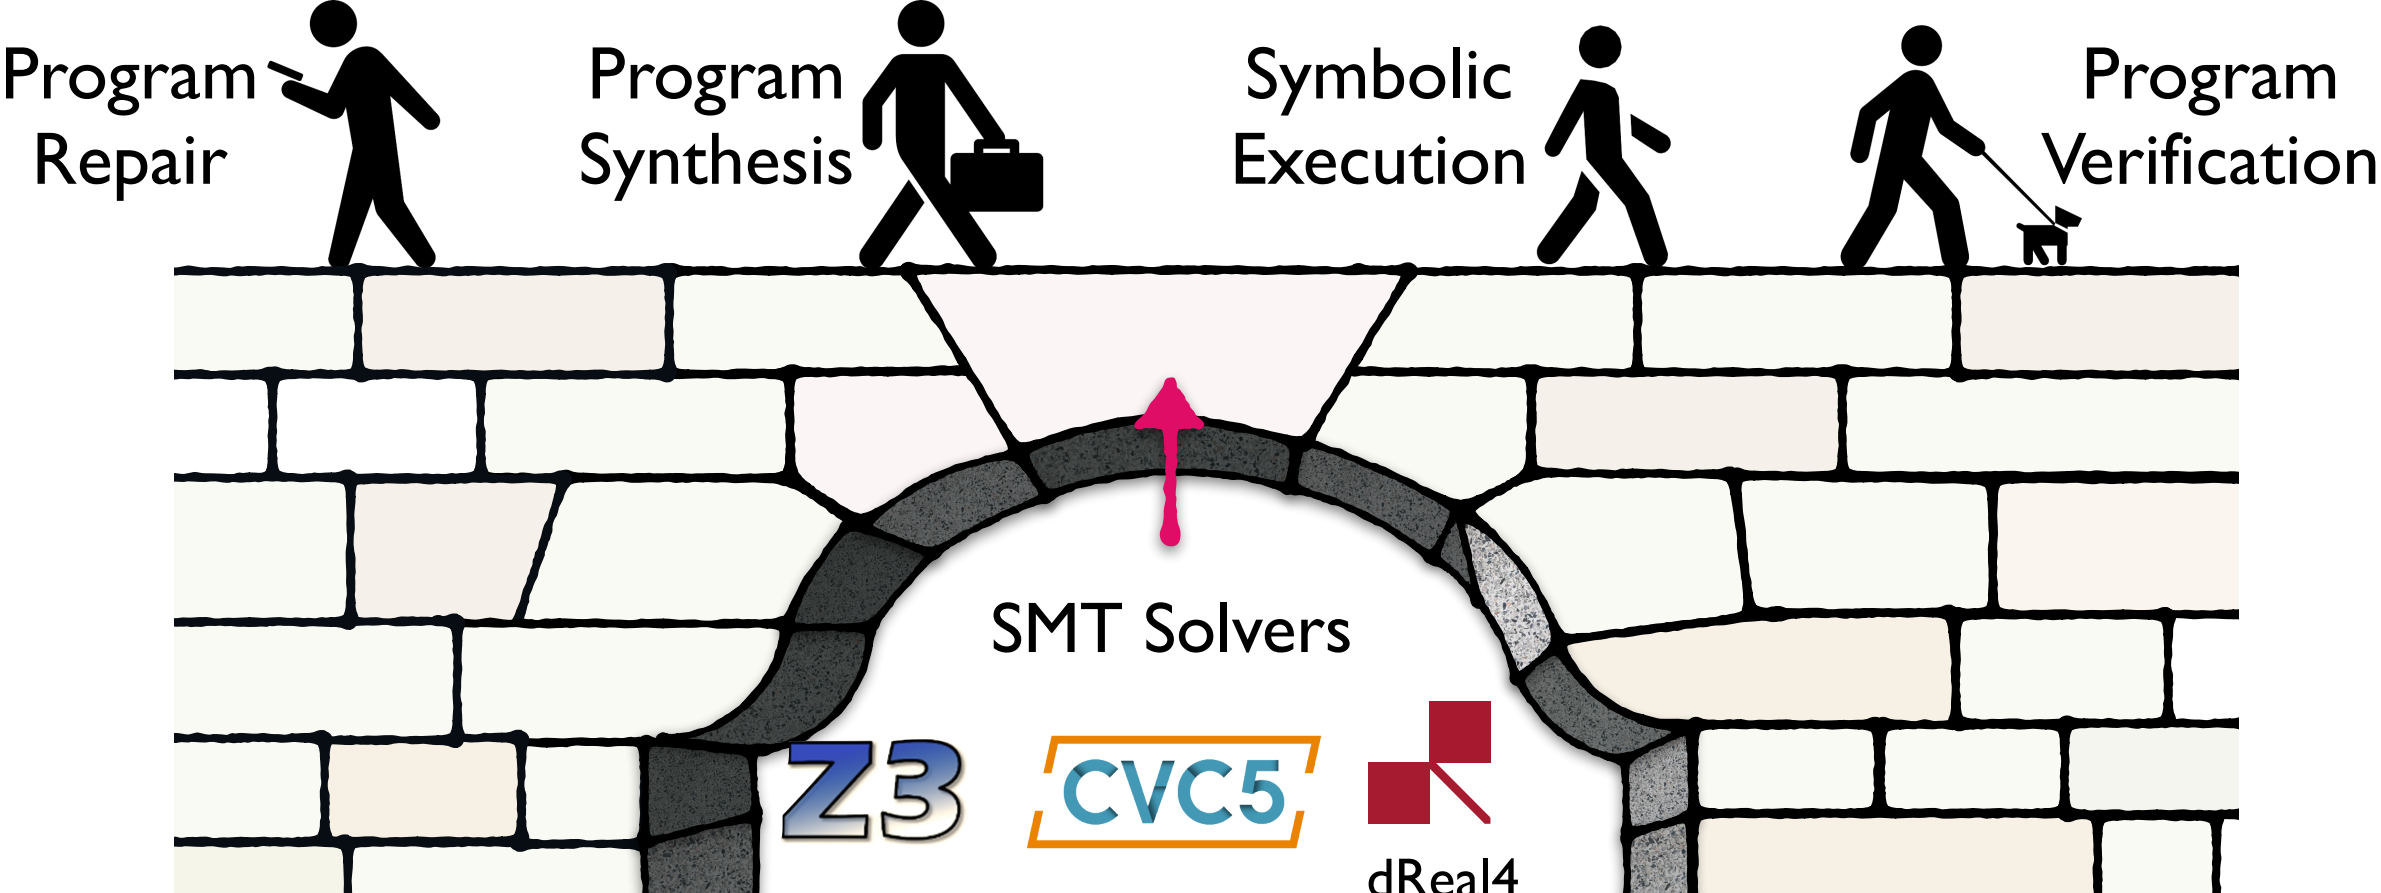 Program
Repair
Program
Synthesis
Symbolic
Execution
Program
Verification
SMT Solvers
Z3
CVC5
dReal4